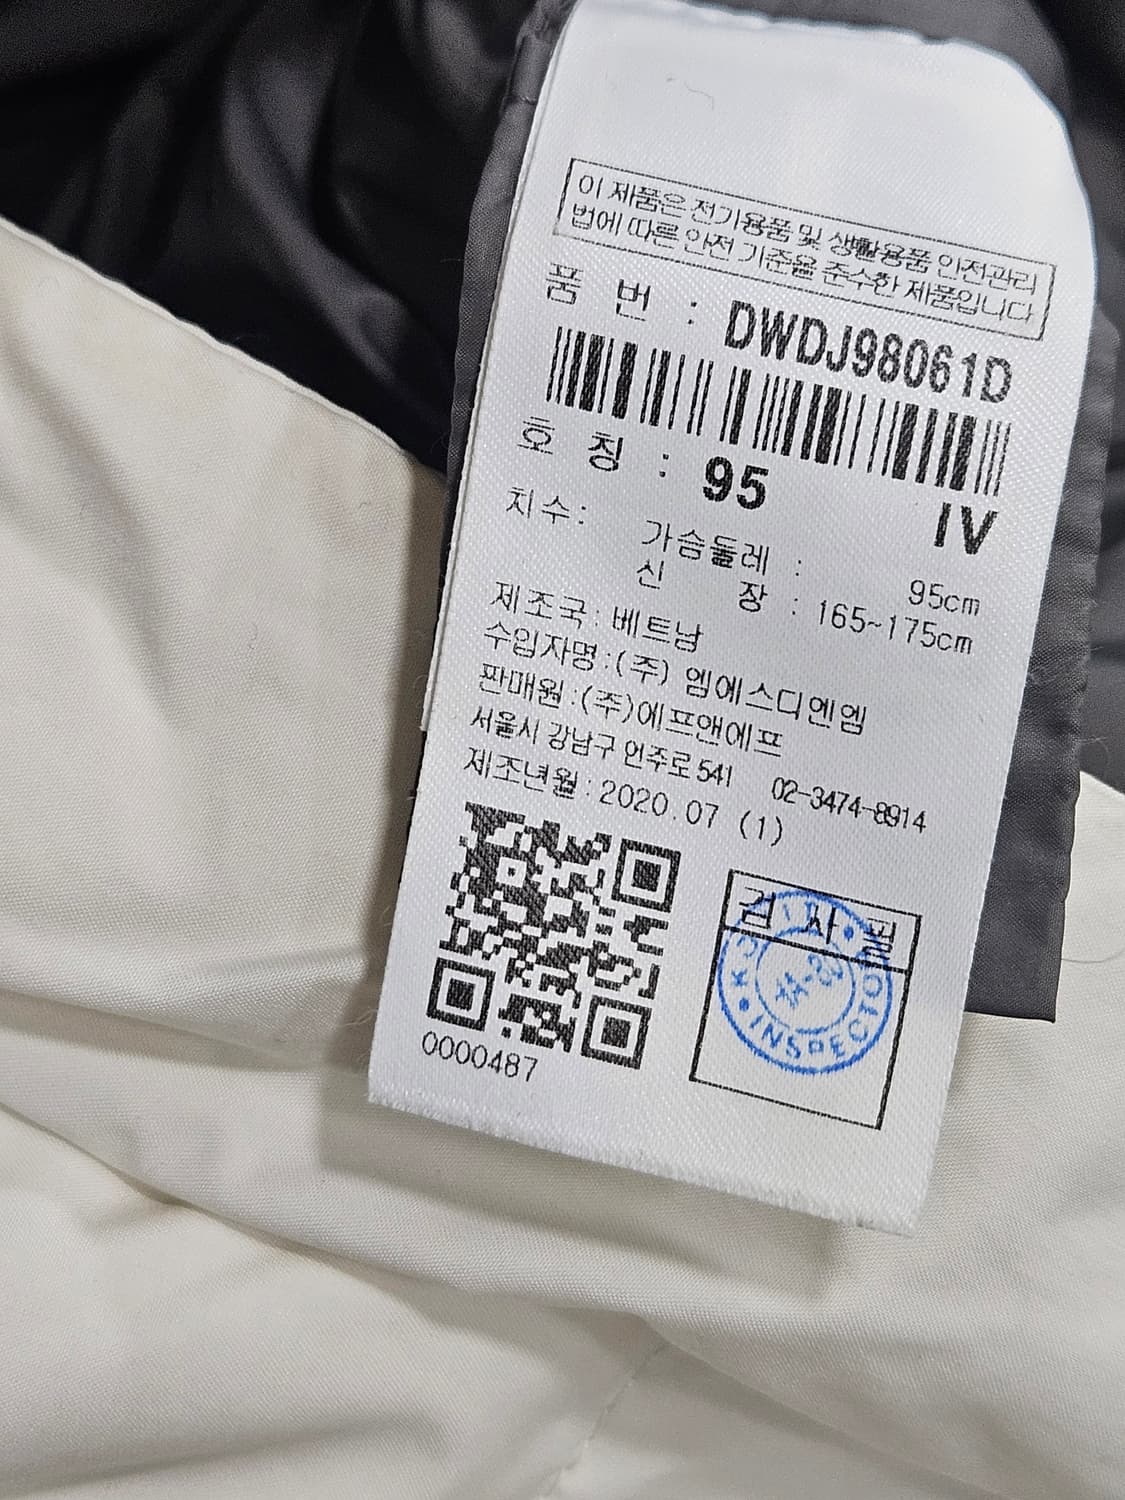 이 제품은 전기용품 및 생활용품 안전관리
법에 따른 안전 기준을 준수한 제품입니다
품 번 : DWDJ98061D
호 칭 : 95 IV
치수: 가슴둘레 : 95cm
신 장 : 165~175cm
제조국: 베트남
수입자명:(주) 엠에스디엔엠
판매원:(주)에프앤에프
서울시 강남구 언주로541 02-3474-8914
제조년월:2020.07 (1)
0000487
검 사 필
INSPECTO